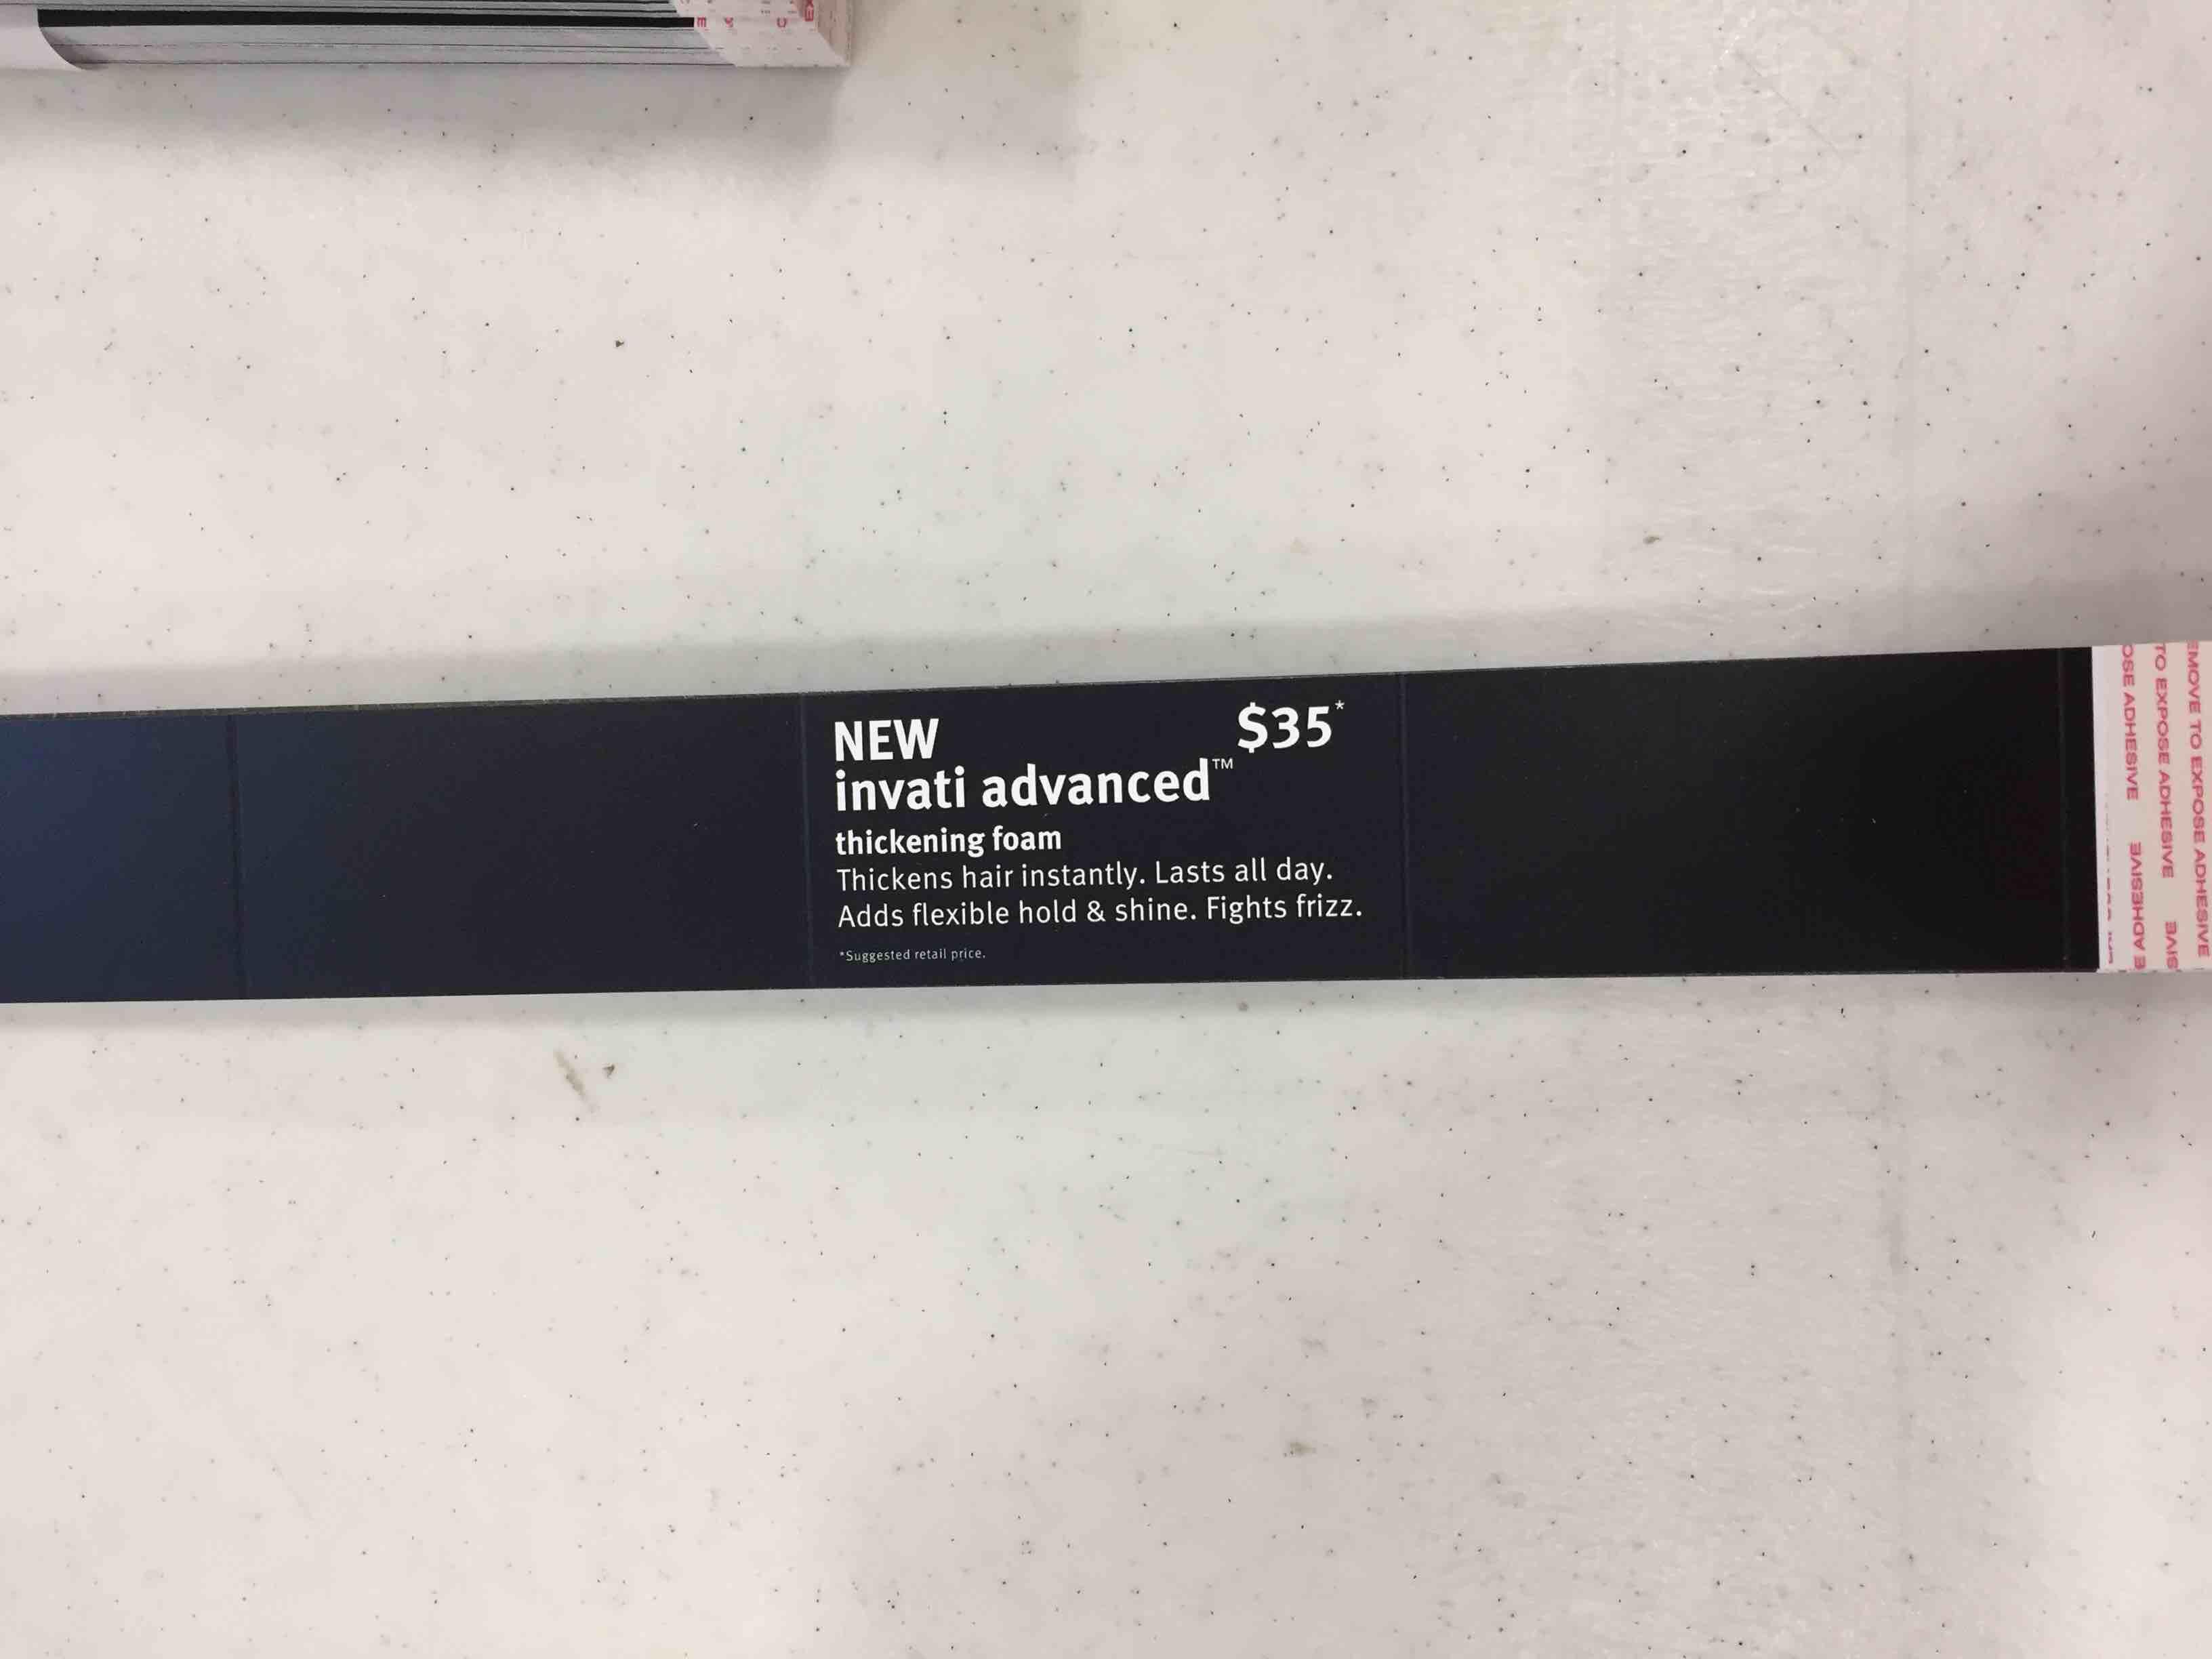 NEW $35*
invati advanced™
thickening foam
Thickens hair instantly. Lasts all day.
Adds flexible hold & shine. Fights frizz.
*Suggested retail price.
EMOVE TO EXPOSE ADHESIVE
TO EXPOSE ADHESIVE
OSE ADHESIVE